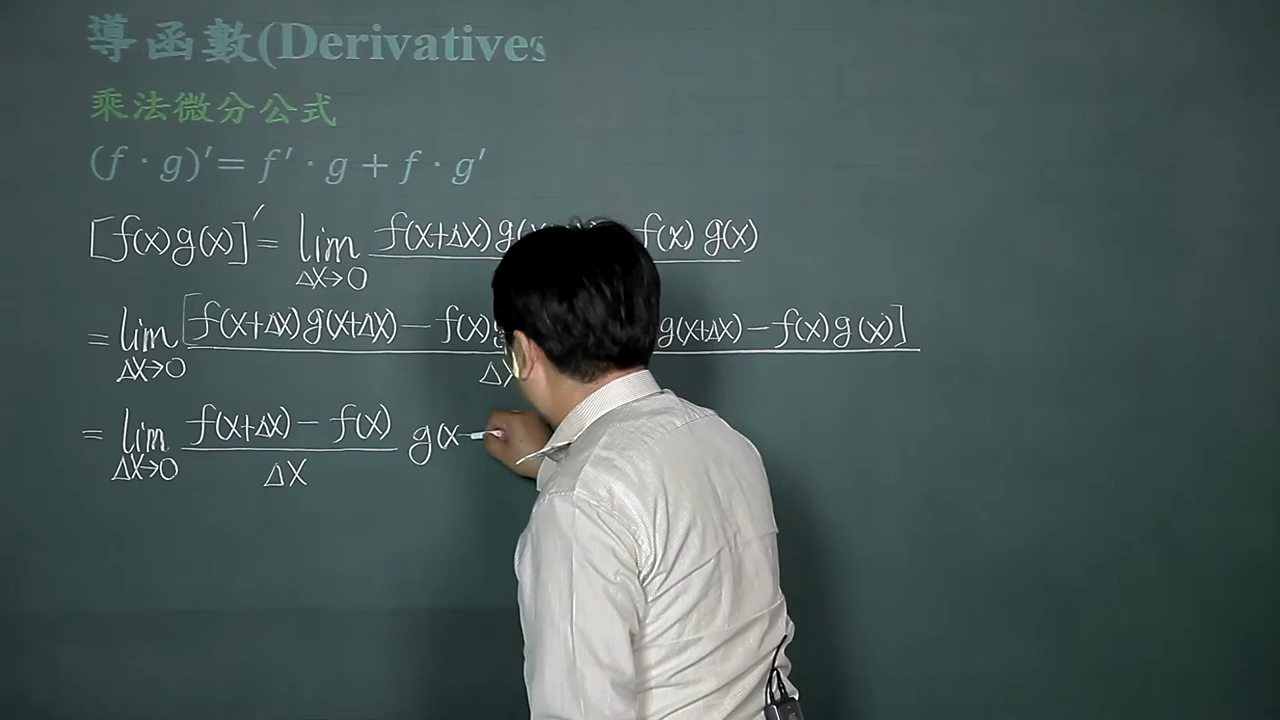 導函數(Derivatives
乘法微分公式
(f · g)′= f′ · g + f · g′
[f(x)g(x)]′ = lim Δx→0 f(x+Δx)g(x f(x) g(x)
= lim Δx→0 [f(x+Δx)g(x+Δx) − f(x) g(x+Δx) − f(x)g(x)] / Δx
= lim Δx→0 f(x+Δx) − f(x) / Δx g(x